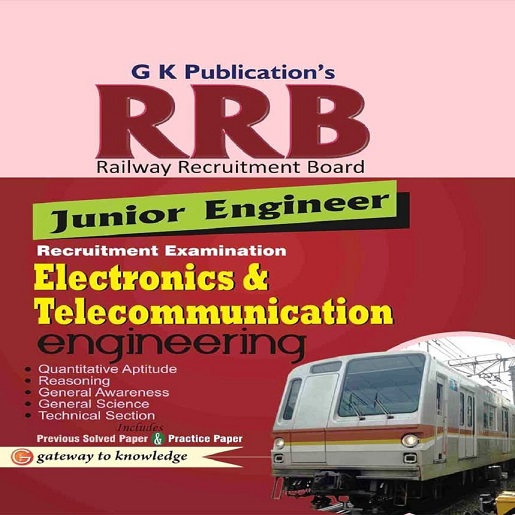 G K Publication's
RRB
Railway Recruitment Board
Junior Engineer
Recruitment Examination
Electronics &
Telecommunication
engineering
• Quantitative Aptitude
• Reasoning
• General Awareness
• General Science
• Technical Section
Includes
Previous Solved Paper & Practice Paper
G gateway to knowledge